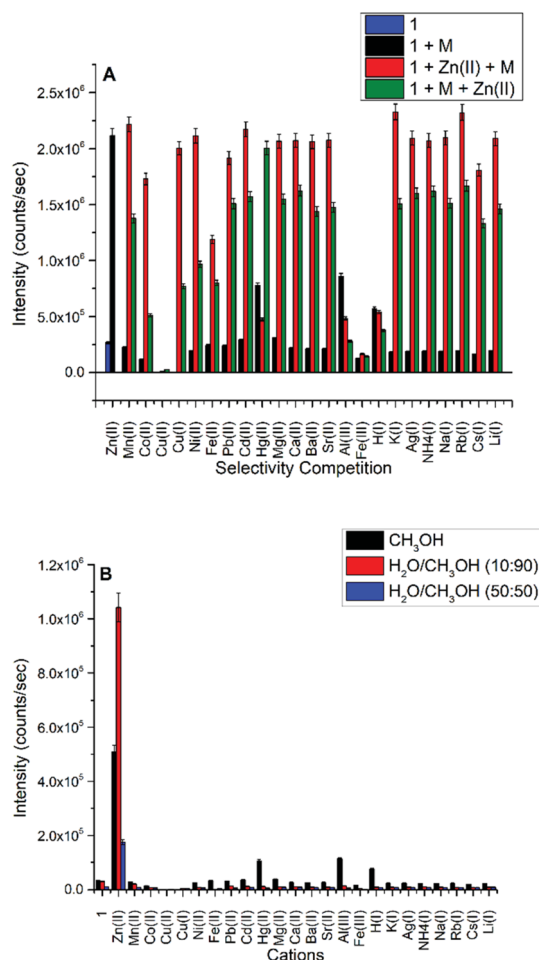 A
1
1 + M
1 + Zn(II) + M
1 + M + Zn(II)
2.5x10⁶
2.0x10⁶
1.5x10⁶
1.0x10⁶
5.0x10⁵
0.0
Intensity (counts/sec)
Zn(II)
Mn(II)
Co(II)
Cu(II)
Cu(I)
Ni(II)
Fe(II)
Pb(II)
Cd(II)
Hg(II)
Mg(II)
Ca(II)
Ba(II)
Sr(II)
Al(III)
Fe(III)
H(I)
K(I)
Ag(I)
NH4(I)
Na(I)
Rb(I)
Cs(I)
Li(I)
Selectivity Competition
B
CH₃OH
H₂O/CH₃OH (10:90)
H₂O/CH₃OH (50:50)
1.2x10⁶
1.0x10⁶
8.0x10⁵
6.0x10⁵
4.0x10⁵
2.0x10⁵
0.0
Intensity (counts/sec)
1
Zn(II)
Mn(II)
Co(II)
Cu(II)
Cu(I)
Ni(II)
Fe(II)
Pb(II)
Cd(II)
Hg(II)
Mg(II)
Ca(II)
Ba(II)
Sr(II)
Al(III)
Fe(III)
H(I)
K(I)
Ag(I)
NH4(I)
Na(I)
Rb(I)
Cs(I)
Li(I)
Cations